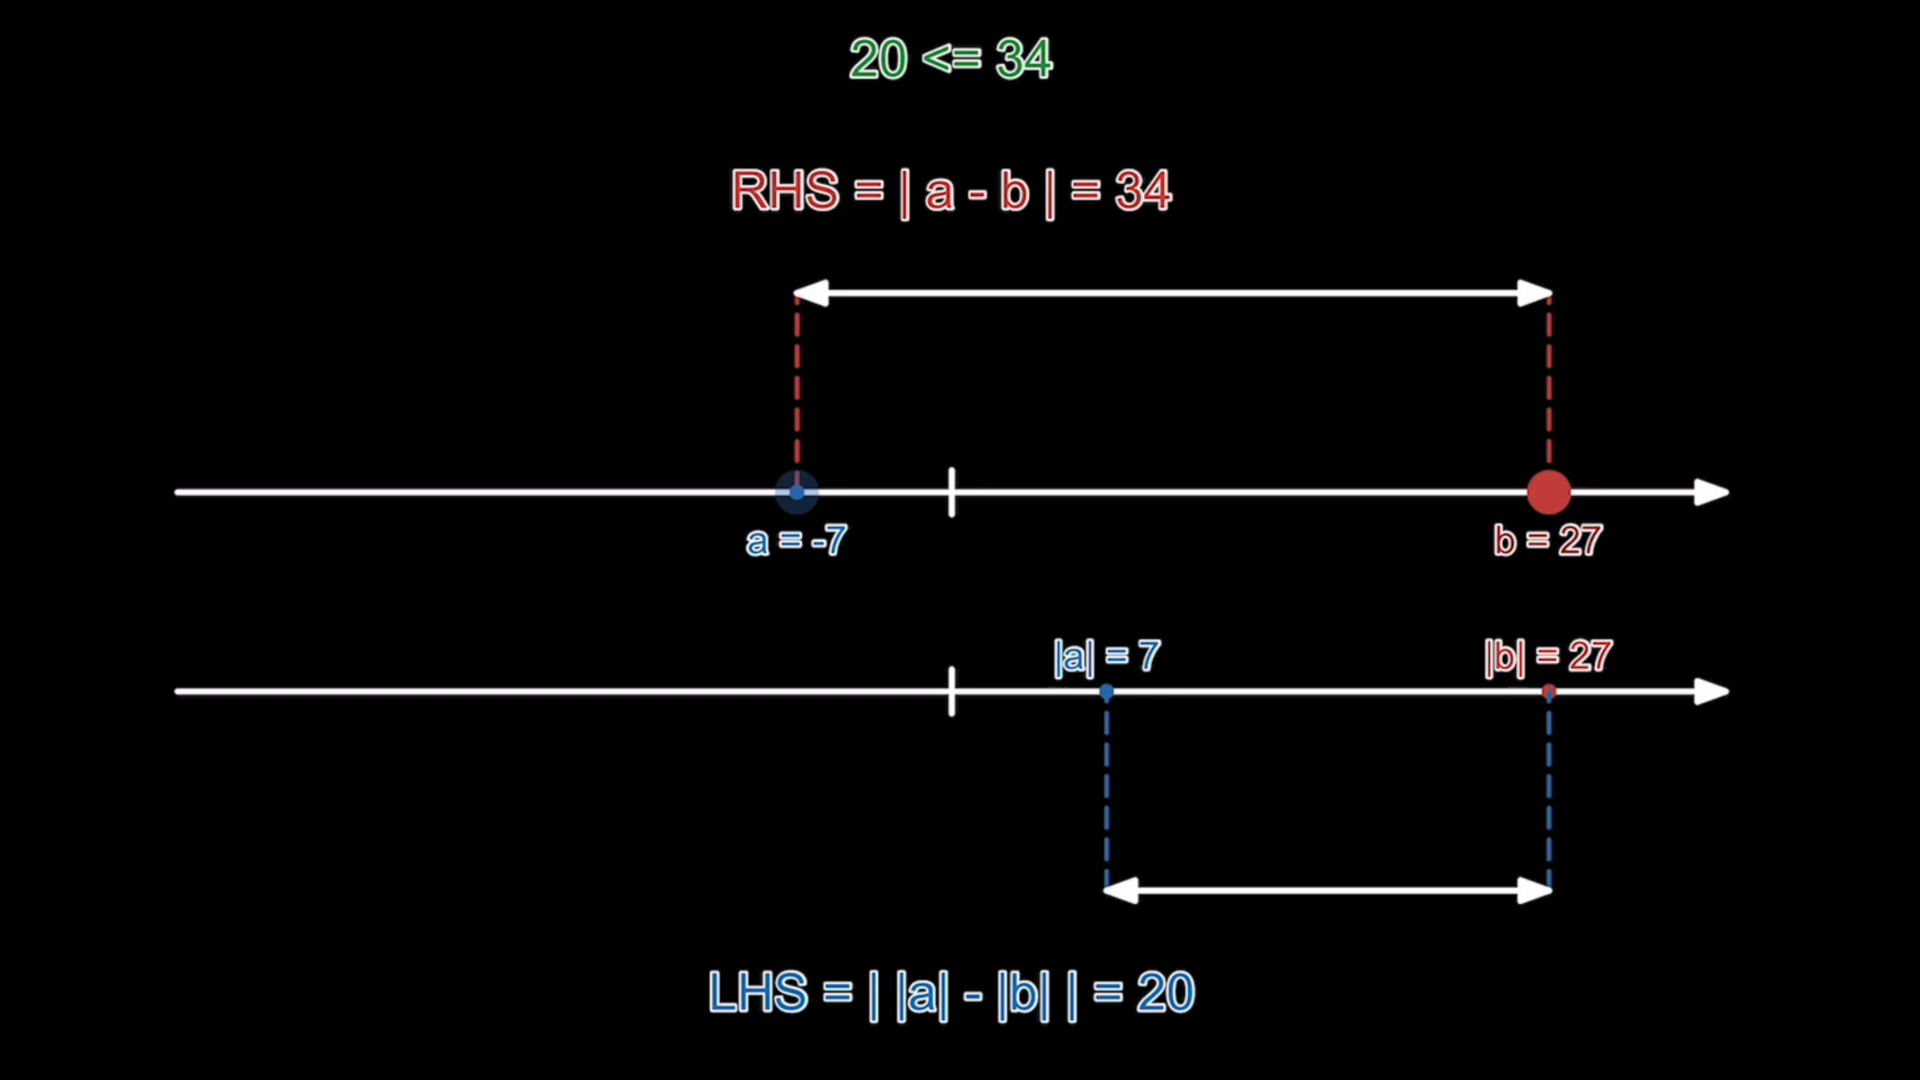 20 <= 34
RHS = | a - b | = 34
a = -7
b = 27
|a| = 7
|b| = 27
LHS = | |a| - |b| | = 20